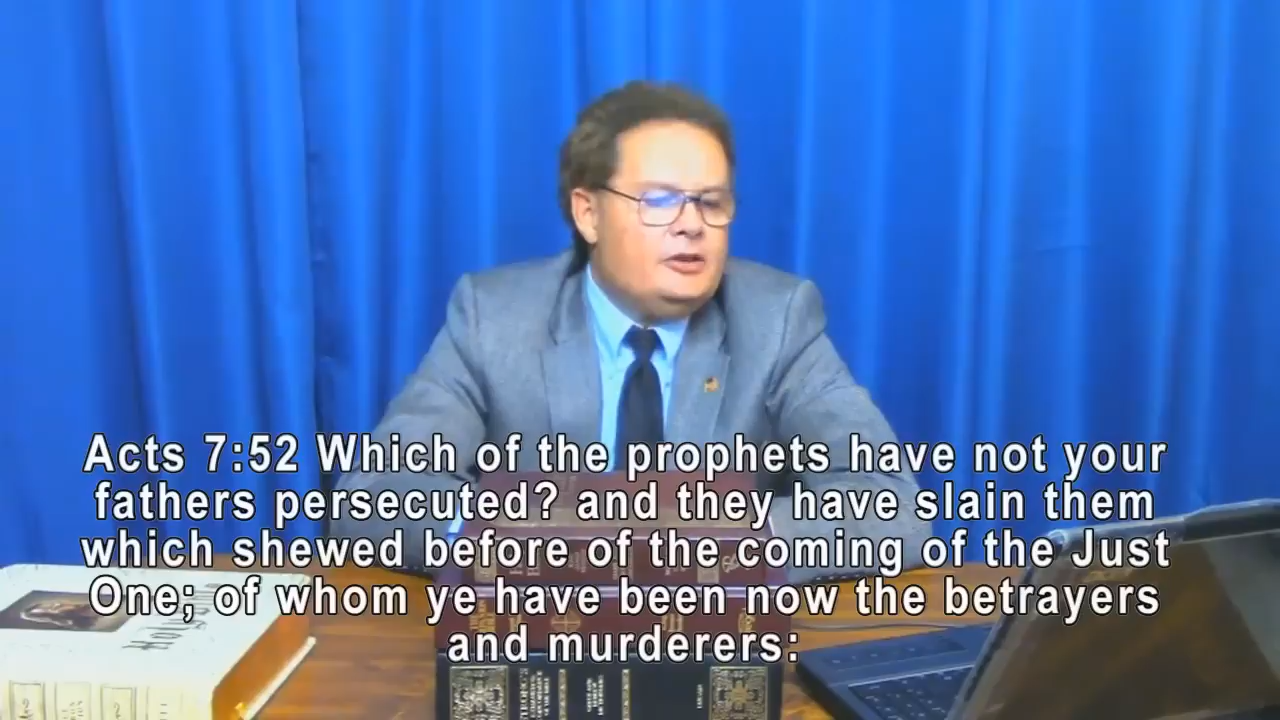 Acts 7:52 Which of the prophets have not your
fathers persecuted? and they have slain them
which shewed before of the coming of the Just
One; of whom ye have been now the betrayers
and murderers: